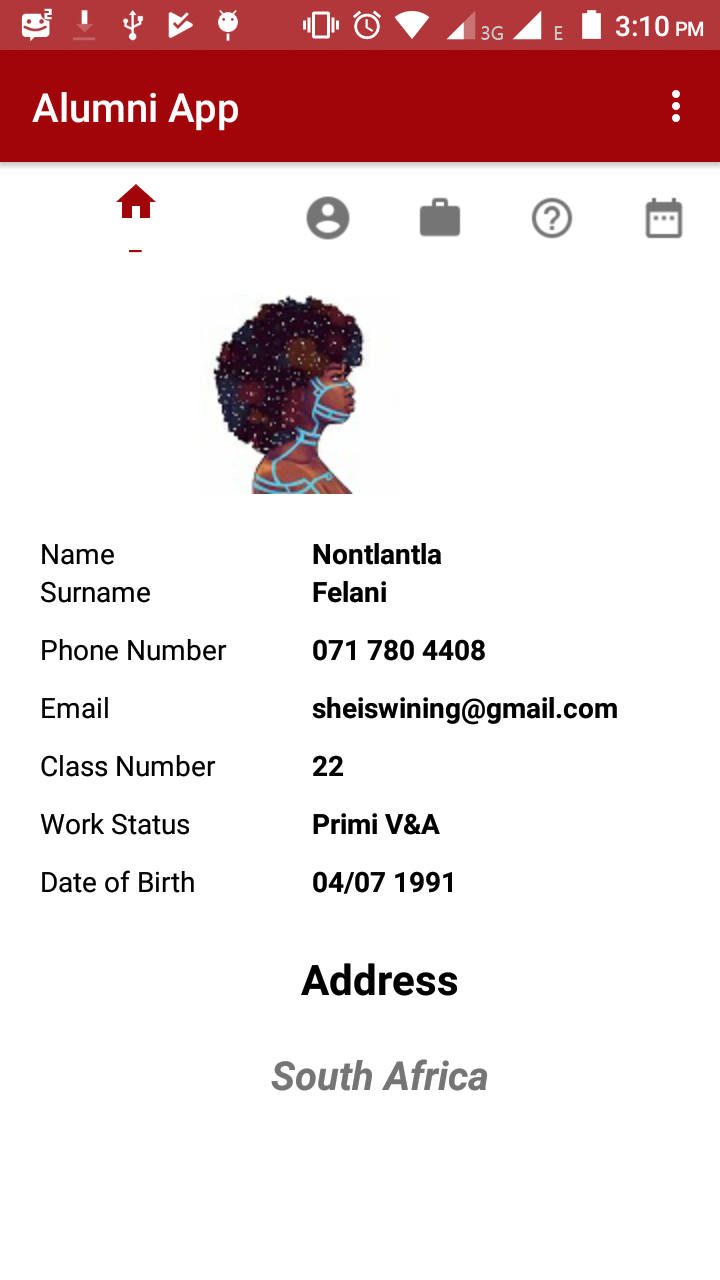 3G E 3:10 PM
Alumni App
Name Nontlantla
Surname Felani
Phone Number 071 780 4408
Email sheiswining@gmail.com
Class Number 22
Work Status Primi V&A
Date of Birth 04/07 1991
Address
South Africa